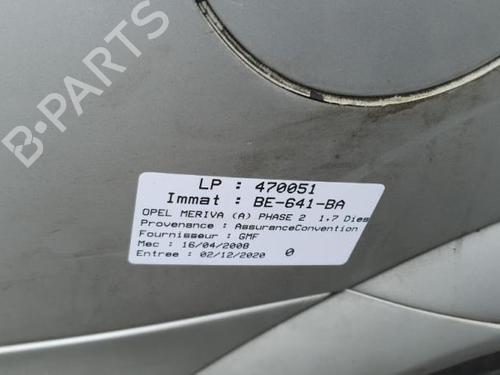 B-PARTS
LP : 470051
Immat : BE-641-BA
OPEL MERIVA (A) PHASE 2 1.7 Dies
Provenance : AssuranceConvention
Fournisseur : GMF
Mec : 16/04/2008
Entree : 02/12/2020 0